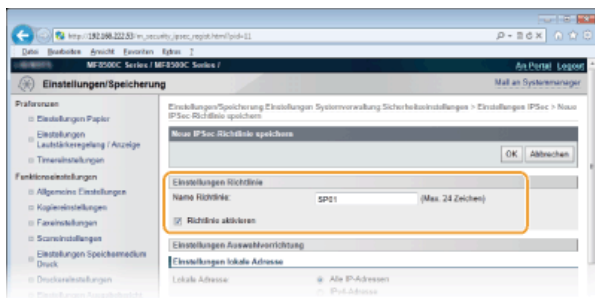 http://192.168.222.53/m_security_ipsec_regist.html?pid=11
Datei Bearbeiten Ansicht Favoriten Extras ?
MF8500C Series / MF8500C Series /
An Portal Logout
Einstellungen/Speicherung
Mail an Systemmanager
Präferenzen
Einstellungen Papier
Einstellungen
Lautstärkeregelung / Anzeige
Timereinstellungen
Funktionseinstellungen
Allgemeine Einstellungen
Kopiereinstellungen
Faxeinstellungen
Scaneinstellungen
Einstellungen Speichermedium
Druck
Druckereinstellungen
Einstellungen/Speicherung Einstellungen Systemverwaltung Sicherheitseinstellungen > Einstellungen IPSec > Neue
IPSec-Richtlinie speichern
Neue IPSec-Richtlinie speichern
OK Abbrechen
Einstellungen Richtlinie
Name Richtlinie: SP01 (Max. 24 Zeichen)
Richtlinie aktivieren
Einstellungen Auswahlvorrichtung
Einstellungen lokale Adresse
Lokale Adresse Alle IP-Adressen
IPv4-Adresse